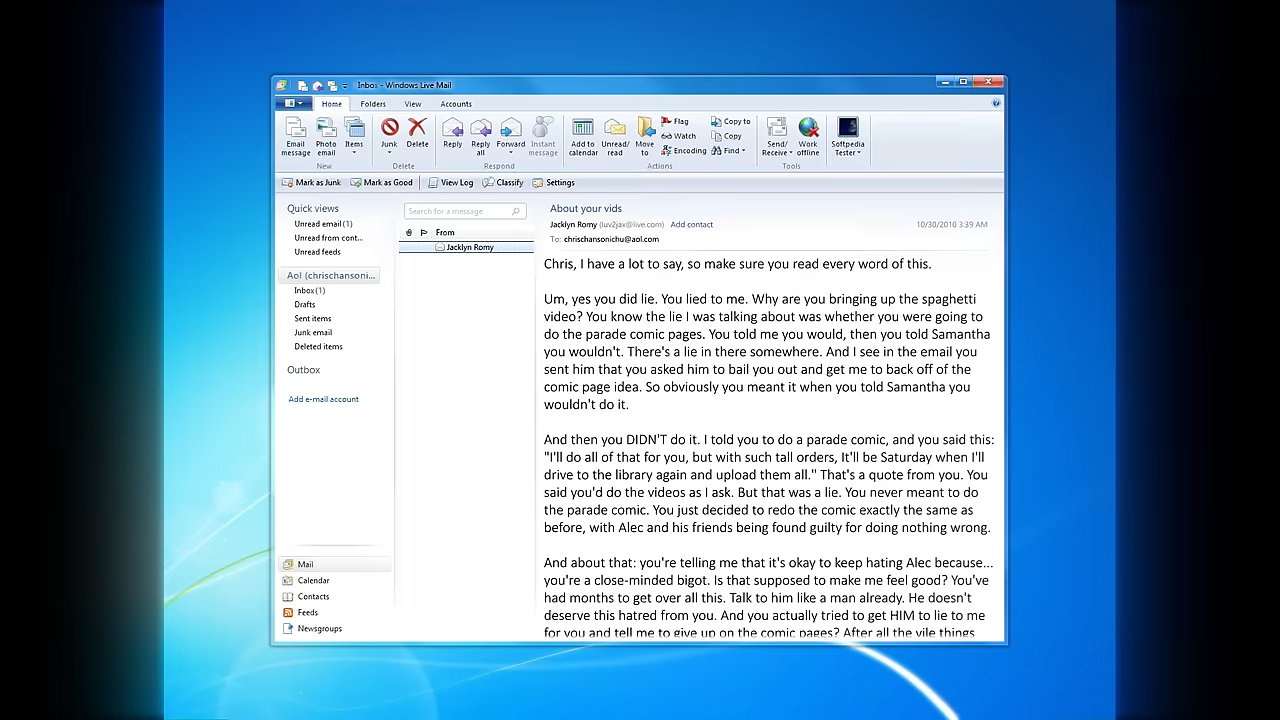 Inbox - Windows Live Mail
Home Folders View Accounts
Email message
Photo email
Items
New
Junk
Delete
Delete
Reply
Reply all
Forward
Instant message
Respond
Add to calendar
Unread/ read
Move to
Flag
Watch
Encoding
Copy to
Copy
Find
Actions
Send/ Receive
Work offline
Tools
Softpedia Tester
Mark as Junk Mark as Good View Log Classify Settings
Quick views
Unread email (1)
Unread from cont...
Unread feeds
Aol (chrischansoni...
Inbox (1)
Drafts
Sent items
Junk email
Deleted items
Outbox
Add e-mail account
Mail
Calendar
Contacts
Feeds
Newsgroups
Search for a message
From
Jacklyn Romy
About your vids
Jacklyn Romy (luv2jax@live.com) Add contact 10/30/2010 3:39 AM
To: chrischansonichu@aol.com
Chris, I have a lot to say, so make sure you read every word of this.
Um, yes you did lie. You lied to me. Why are you bringing up the spaghetti
video? You know the lie I was talking about was whether you were going to
do the parade comic pages. You told me you would, then you told Samantha
you wouldn't. There's a lie in there somewhere. And I see in the email you
sent him that you asked him to bail you out and get me to back off of the
comic page idea. So obviously you meant it when you told Samantha you
wouldn't do it.
And then you DIDN'T do it. I told you to do a parade comic, and you said this:
"I'll do all of that for you, but with such tall orders, It'll be Saturday when I'll
drive to the library again and upload them all." That's a quote from you. You
said you'd do the videos as I ask. But that was a lie. You never meant to do
the parade comic. You just decided to redo the comic exactly the same as
before, with Alec and his friends being found guilty for doing nothing wrong.
And about that: you're telling me that it's okay to keep hating Alec because...
you're a close-minded bigot. Is that supposed to make me feel good? You've
had months to get over all this. Talk to him like a man already. He doesn't
deserve this hatred from you. And you actually tried to get HIM to lie to me
for you and tell me to give up on the comic pages? After all the vile things